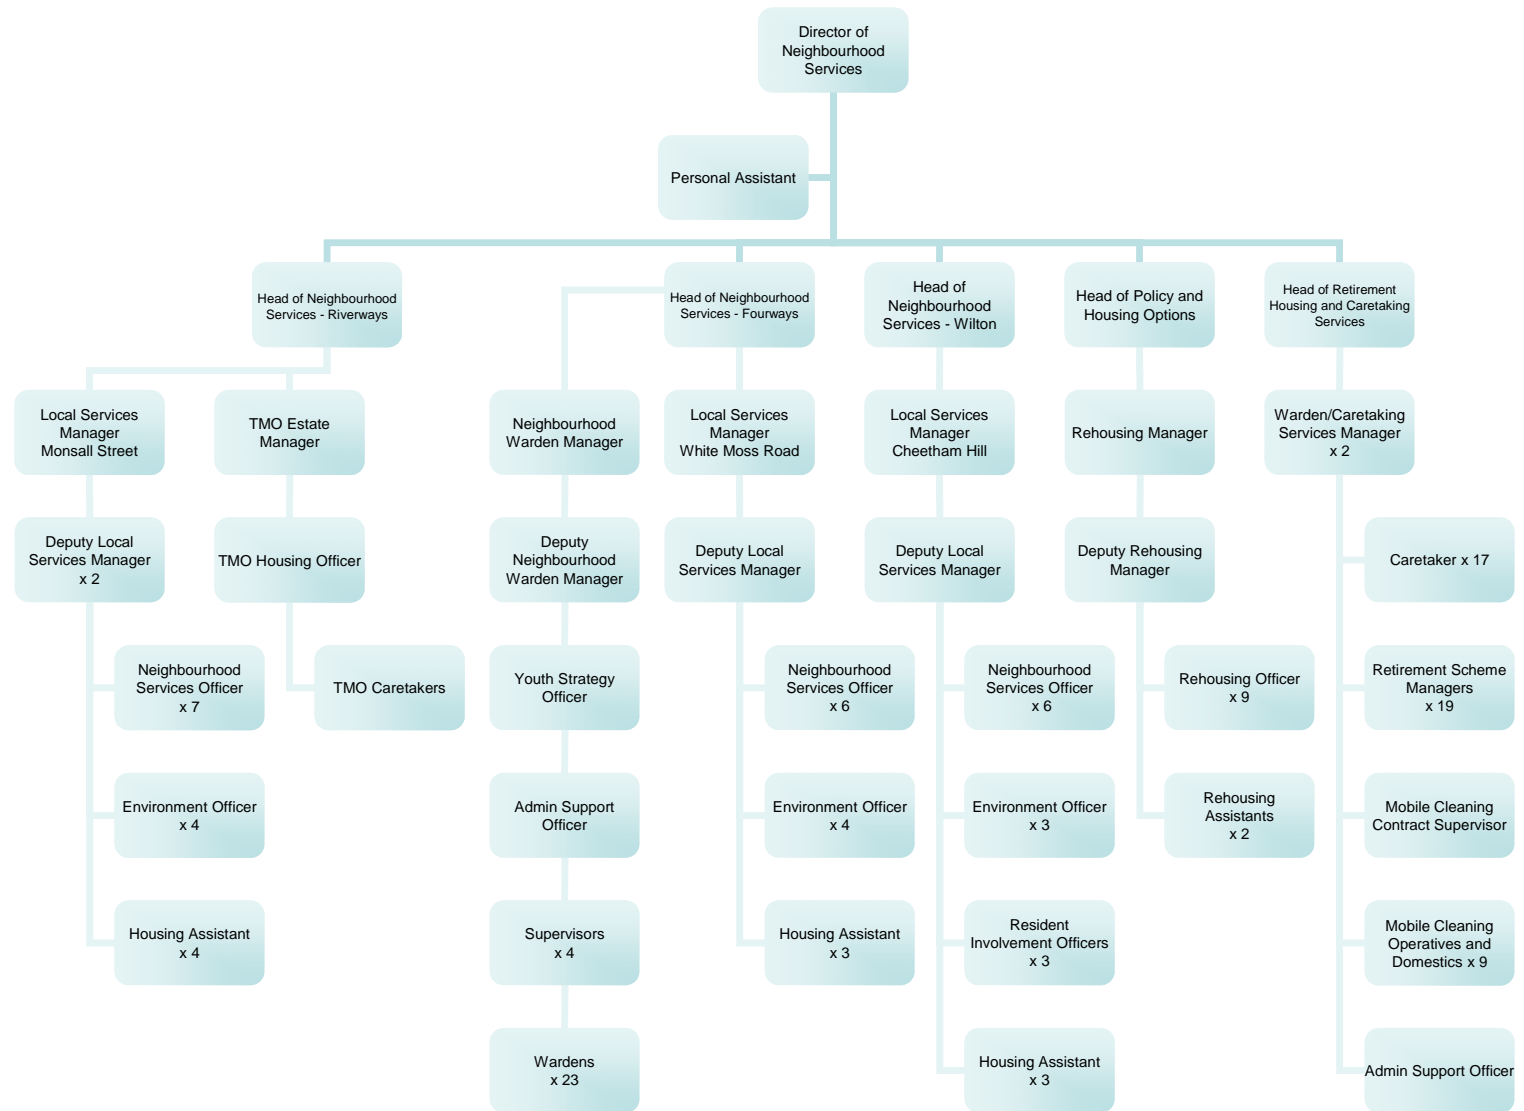 Director of
Neighbourhood
Services
Personal Assistant
Head of Neighbourhood
Services - Riverways
Head of Neighbourhood
Services - Fourways
Head of
Neighbourhood
Services - Wilton
Head of Policy and
Housing Options
Head of Retirement
Housing and Caretaking
Services
Local Services
Manager
Monsall Street
TMO Estate
Manager
Neighbourhood
Warden Manager
Local Services
Manager
White Moss Road
Local Services
Manager
Cheetham Hill
Rehousing Manager
Warden/Caretaking
Services Manager
x 2
Deputy Local
Services Manager
x 2
TMO Housing Officer
Deputy
Neighbourhood
Warden Manager
Deputy Local
Services Manager
Deputy Local
Services Manager
Deputy Rehousing
Manager
Caretaker x 17
Neighbourhood
Services Officer
x 7
TMO Caretakers
Youth Strategy
Officer
Neighbourhood
Services Officer
x 6
Neighbourhood
Services Officer
x 6
Rehousing Officer
x 9
Retirement Scheme
Managers
x 19
Environment Officer
x 4
Admin Support
Officer
Environment Officer
x 4
Environment Officer
x 3
Rehousing
Assistants
x 2
Mobile Cleaning
Contract Supervisor
Housing Assistant
x 4
Supervisors
x 4
Housing Assistant
x 3
Resident
Involvement Officers
x 3
Mobile Cleaning
Operatives and
Domestics x 9
Wardens
x 23
Housing Assistant
x 3
Admin Support Officer